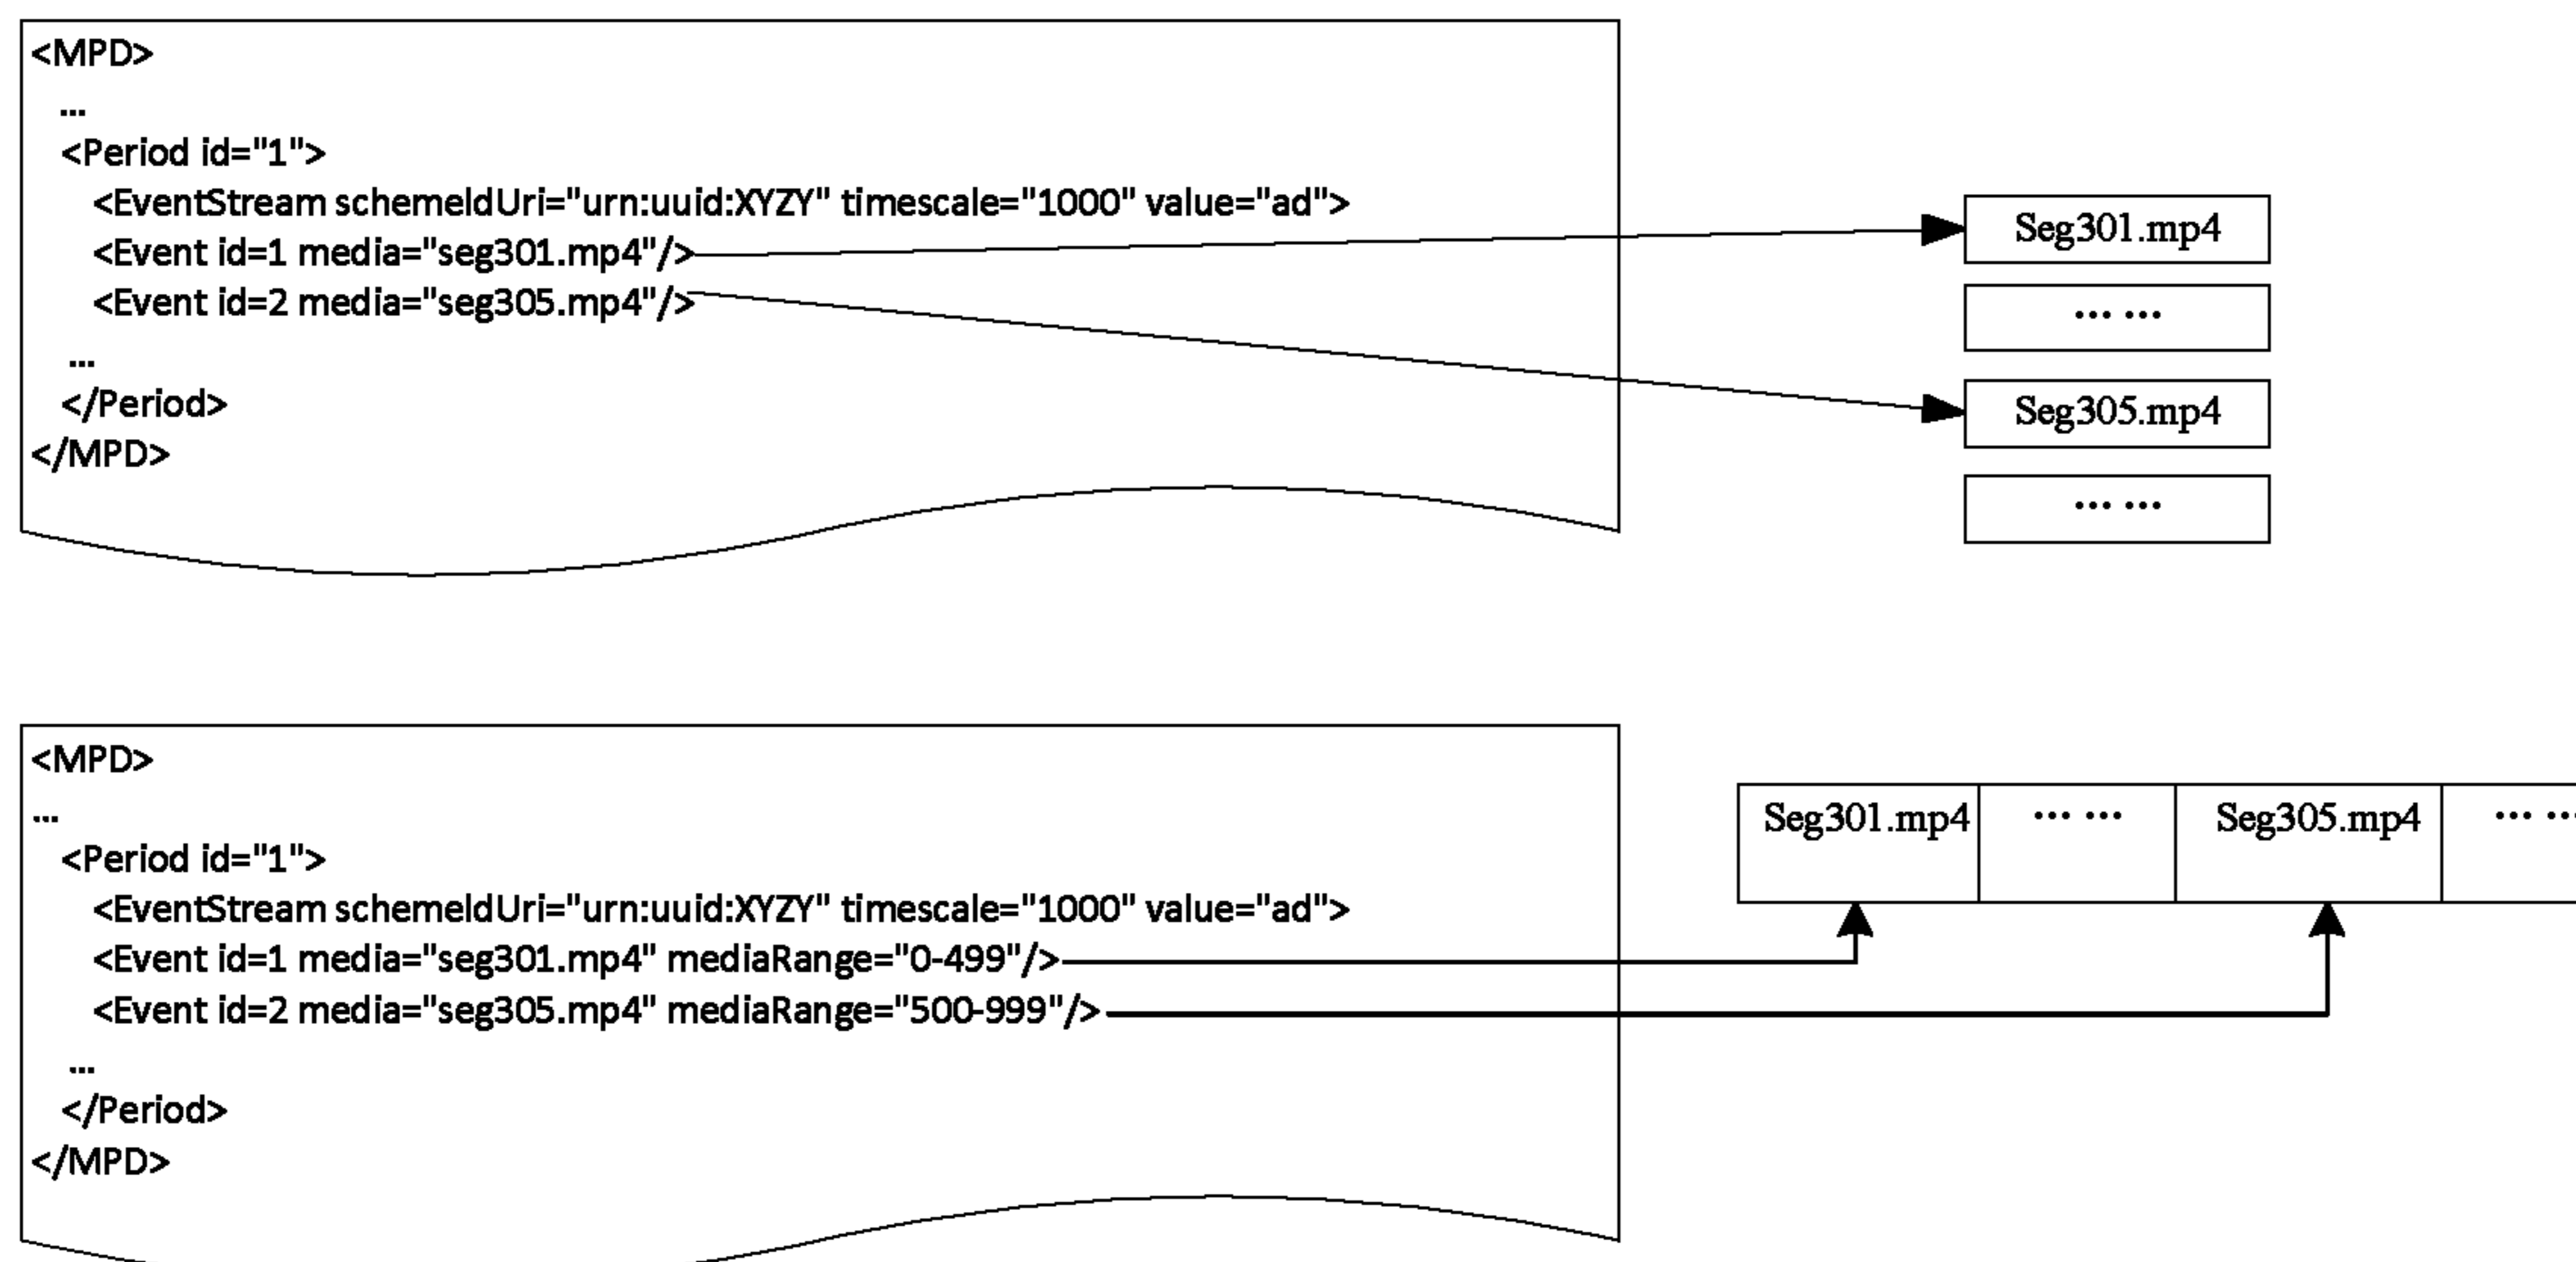 <MPD>
...
<Period id="1">
<EventStream schemeldUri="urn:uuid:XYZY" timescale="1000" value="ad">
<Event id=1 media="seg301.mp4"/>
<Event id=2 media="seg305.mp4"/>
...
</Period>
</MPD>
Seg301.mp4
... ...
Seg305.mp4
... ...
<MPD>
...
<Period id="1">
<EventStream schemeldUri="urn:uuid:XYZY" timescale="1000" value="ad">
<Event id=1 media="seg301.mp4" mediaRange="0-499"/>
<Event id=2 media="seg305.mp4" mediaRange="500-999"/>
...
</Period>
</MPD>
Seg301.mp4 ... ... Seg305.mp4 ... ...